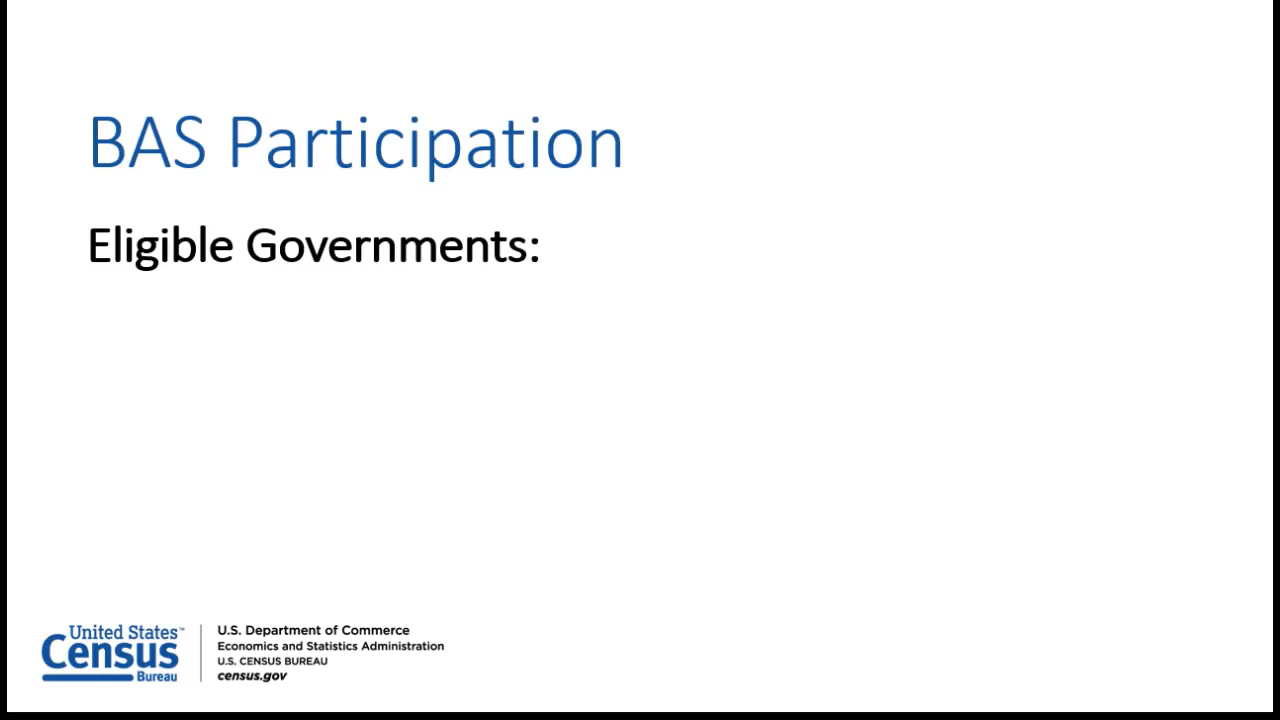 BAS Participation
Eligible Governments:
United States™
Census
Bureau
U.S. Department of Commerce
Economics and Statistics Administration
U.S. CENSUS BUREAU
census.gov